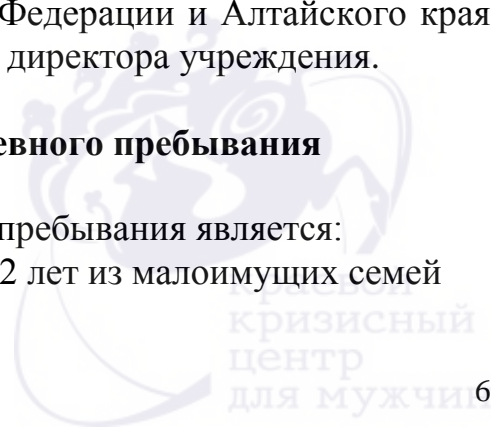 Федерации и Алтайского края
директора учреждения.
евного пребывания
пребывания является:
2 лет из малоимущих семей
краевой
кризисный
центр
для мужчин
6